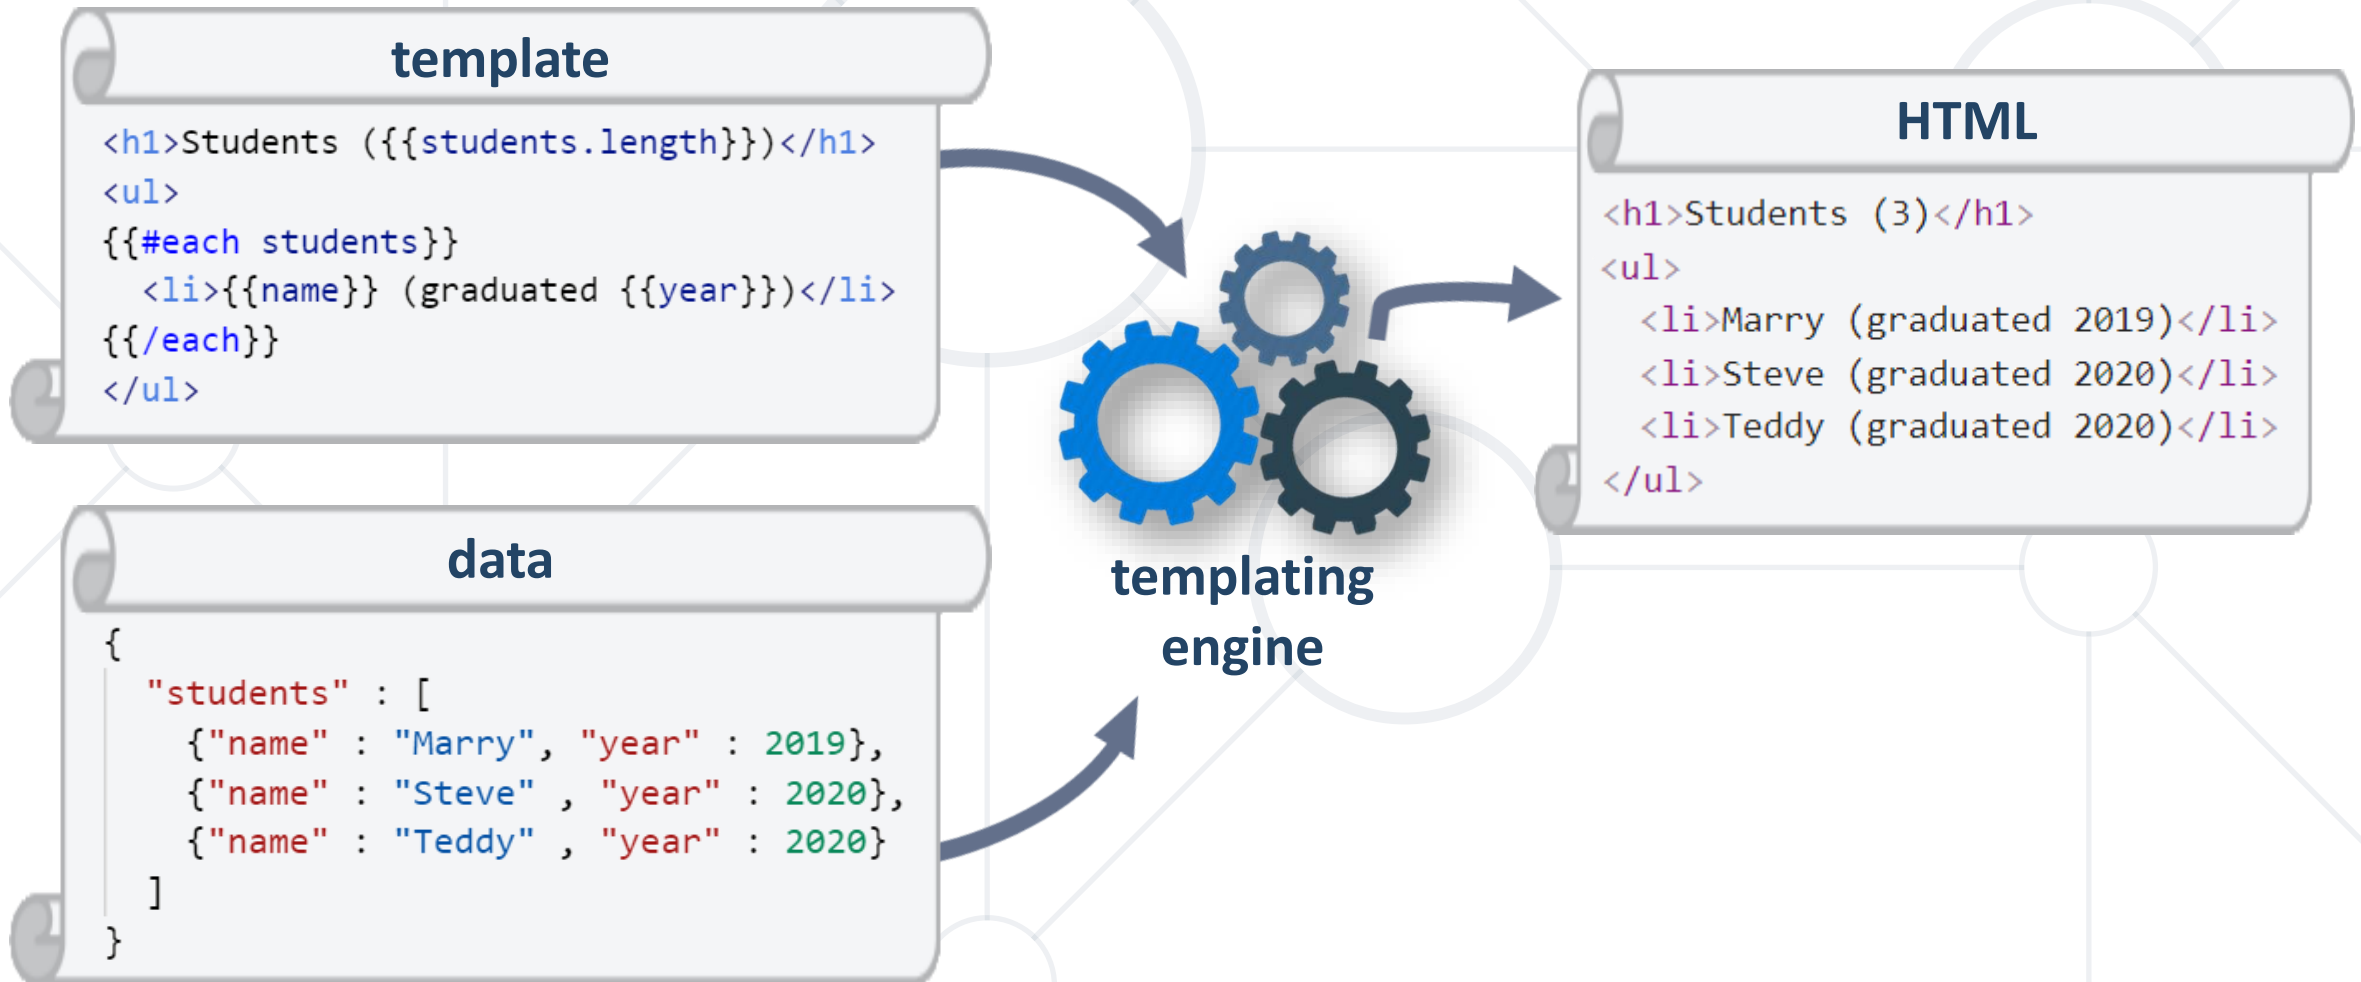 template
<h1>Students ({{students.length}})</h1>
<ul>
{{#each students}}
  <li>{{name}} (graduated {{year}})</li>
{{/each}}
</ul>
data
{
  "students" : [
    {"name" : "Marry", "year" : 2019},
    {"name" : "Steve" , "year" : 2020},
    {"name" : "Teddy" , "year" : 2020}
  ]
}
templating
engine
HTML
<h1>Students (3)</h1>
<ul>
  <li>Marry (graduated 2019)</li>
  <li>Steve (graduated 2020)</li>
  <li>Teddy (graduated 2020)</li>
</ul>